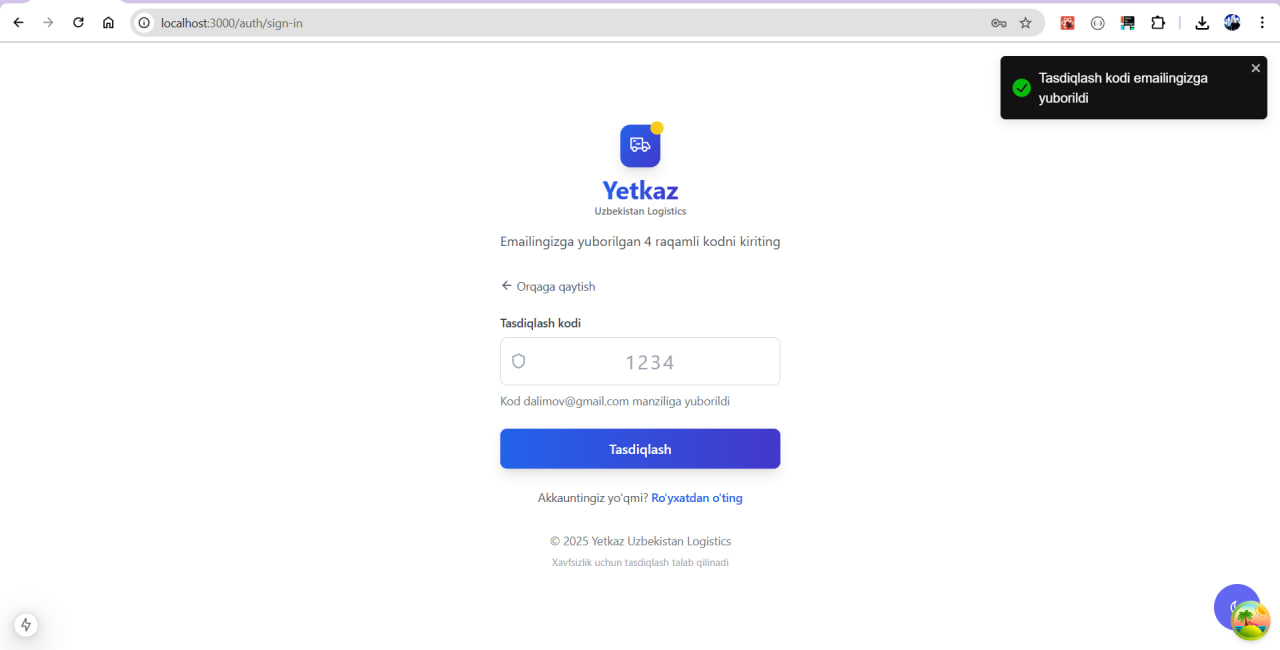 localhost:3000/auth/sign-in
Tasdiqlash kodi emailingizga
yuborildi
Yetkaz
Uzbekistan Logistics
Emailingizga yuborilgan 4 raqamli kodni kiriting
Orqaga qaytish
Tasdiqlash kodi
1234
Kod dalimov@gmail.com manziliga yuborildi
Tasdiqlash
Akkauntingiz yo'qmi? Ro'yxatdan o'ting
© 2025 Yetkaz Uzbekistan Logistics
Xavfsizlik uchun tasdiqlash talab qilinadi